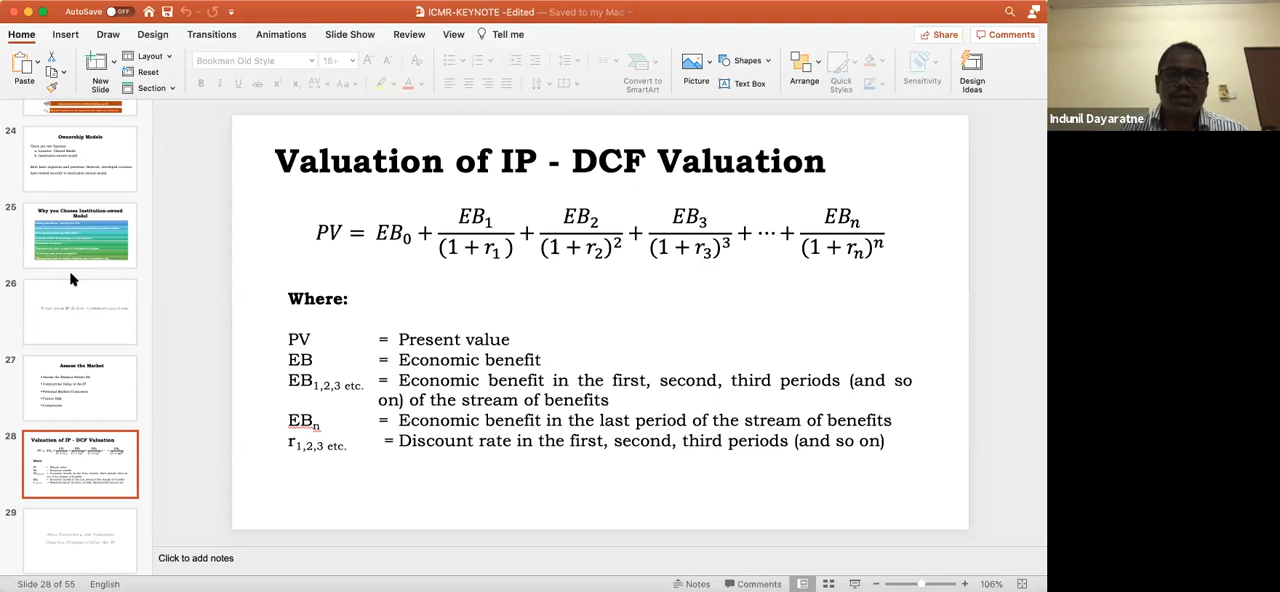 AutoSave OFF ICMR-KEYNOTE -Edited — Saved to my Mac
Home Insert Draw Design Transitions Animations Slide Show Review View Tell me Share Comments
Paste New Slide Layout Reset Section Bookman Old Style 18+ Convert to SmartArt Picture Shapes Text Box Arrange Quick Styles Sensitivity Design Ideas
24
Ownership Models
25
Why you Choose Institution-owned Model
26
27
Assess the Market
28
Valuation of IP - DCF Valuation
29
Valuation of IP - DCF Valuation
PV = EB₀ + EB₁/(1 + r₁) + EB₂/(1 + r₂)² + EB₃/(1 + r₃)³ + ⋯ + EBₙ/(1 + rₙ)ⁿ
Where:
PV = Present value
EB = Economic benefit
EB1,2,3 etc. = Economic benefit in the first, second, third periods (and so
on) of the stream of benefits
EBn = Economic benefit in the last period of the stream of benefits
r1,2,3 etc. = Discount rate in the first, second, third periods (and so on)
Click to add notes
Slide 28 of 55 English Notes Comments 106%
Indunil Dayaratne